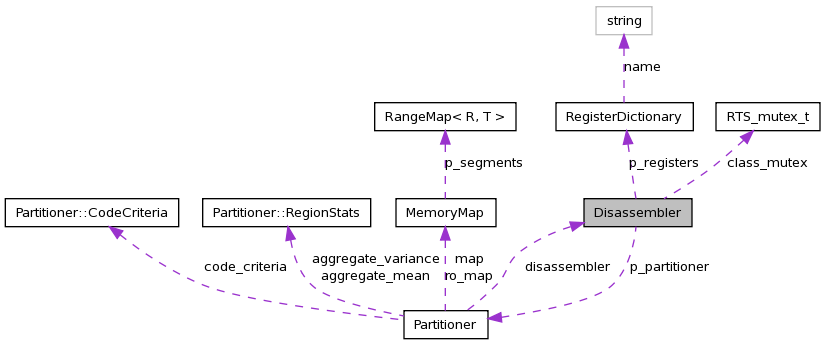 string
name
RangeMap< R, T >
RegisterDictionary
RTS_mutex_t
p_segments
p_registers
class_mutex
Partitioner::CodeCriteria
Partitioner::RegionStats
MemoryMap
Disassembler
code_criteria
aggregate_variance
aggregate_mean
map
ro_map
disassembler
p_partitioner
Partitioner